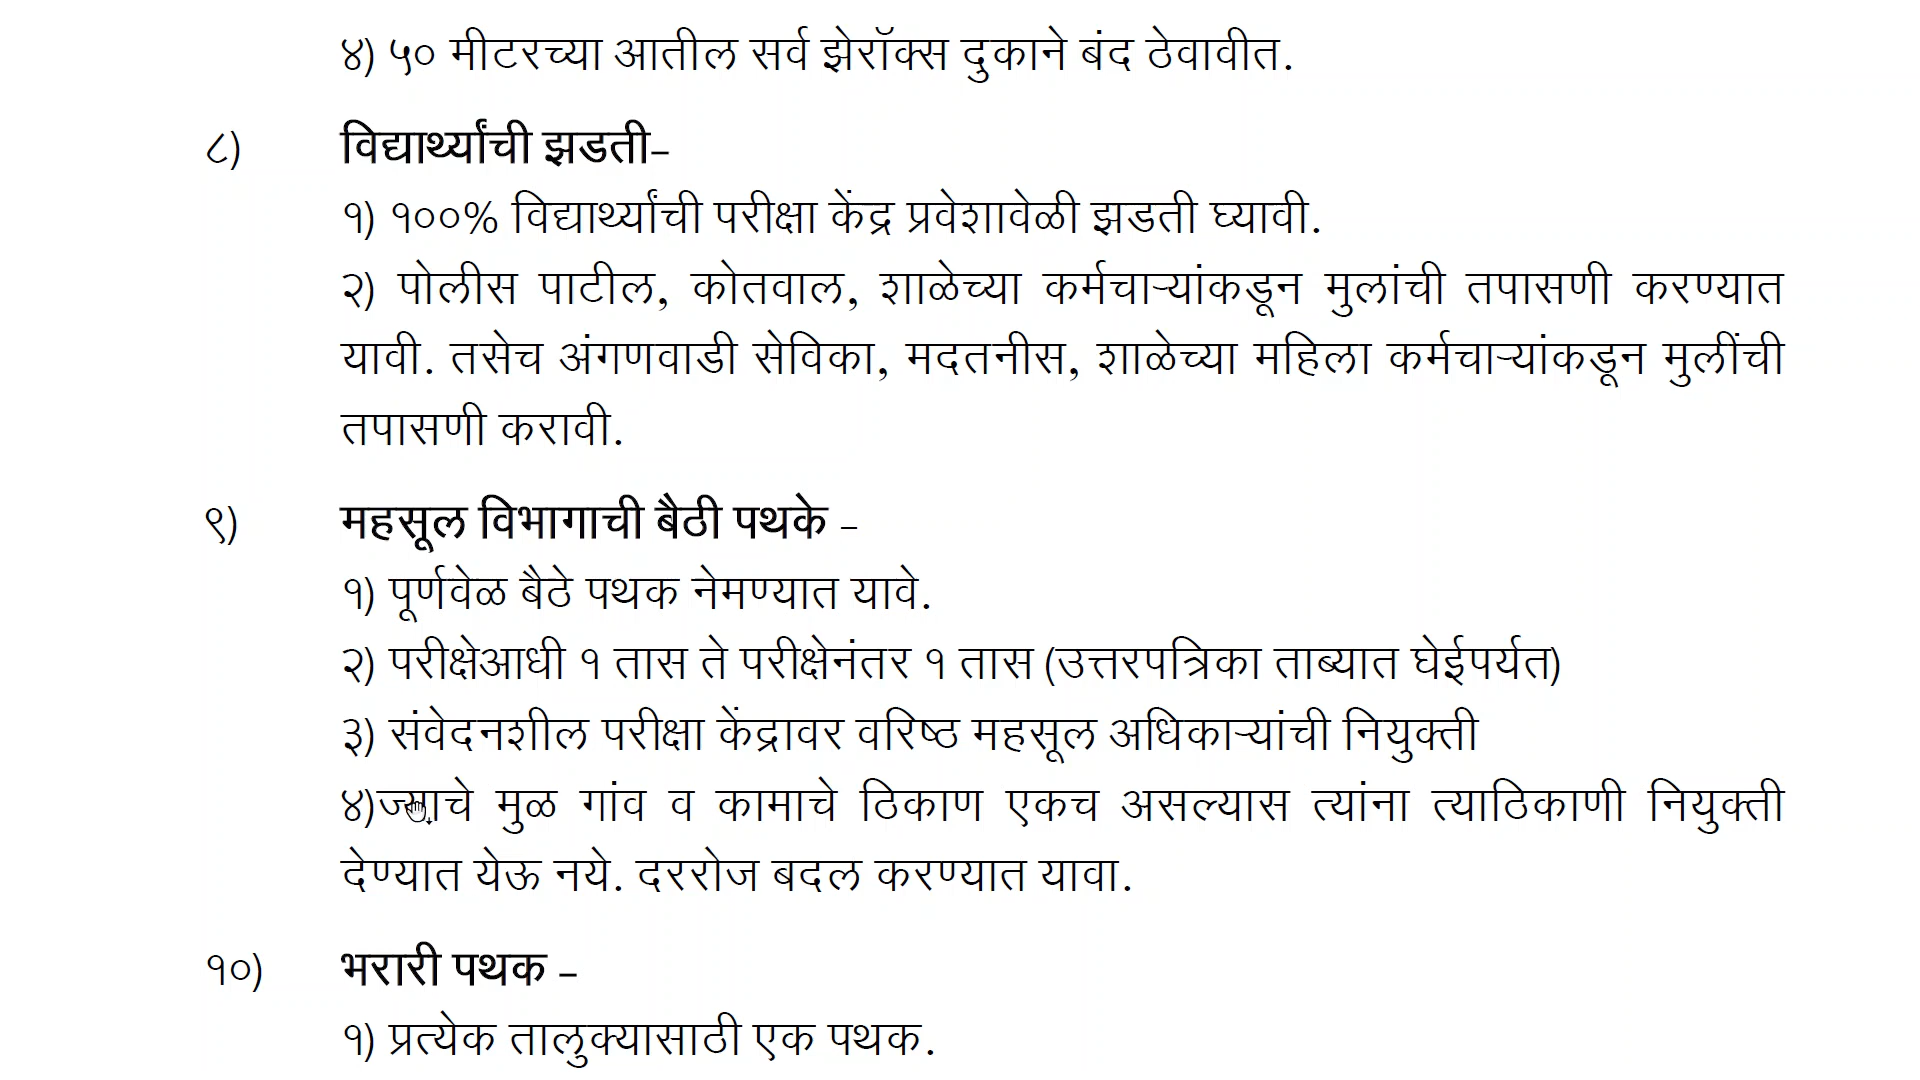 ४) ५० मीटरच्या आतील सर्व झेरॉक्स दुकाने बंद ठेवावीत.
८) विद्यार्थ्यांची झडती–
१) १००% विद्यार्थ्यांची परीक्षा केंद्र प्रवेशावेळी झडती घ्यावी.
२) पोलीस पाटील, कोतवाल, शाळेच्या कर्मचाऱ्यांकडून मुलांची तपासणी करण्यात
यावी. तसेच अंगणवाडी सेविका, मदतनीस, शाळेच्या महिला कर्मचाऱ्यांकडून मुलींची
तपासणी करावी.
९) महसूल विभागाची बैठी पथके –
१) पूर्णवेळ बैठे पथक नेमण्यात यावे.
२) परीक्षेआधी १ तास ते परीक्षेनंतर १ तास (उत्तरपत्रिका ताब्यात घेईपर्यत)
३) संवेदनशील परीक्षा केंद्रावर वरिष्ठ महसूल अधिकाऱ्यांची नियुक्ती
४)ज्याचे मुळ गांव व कामाचे ठिकाण एकच असल्यास त्यांना त्याठिकाणी नियुक्ती
देण्यात येऊ नये. दररोज बदल करण्यात यावा.
१०) भरारी पथक –
१) प्रत्येक तालुक्यासाठी एक पथक.